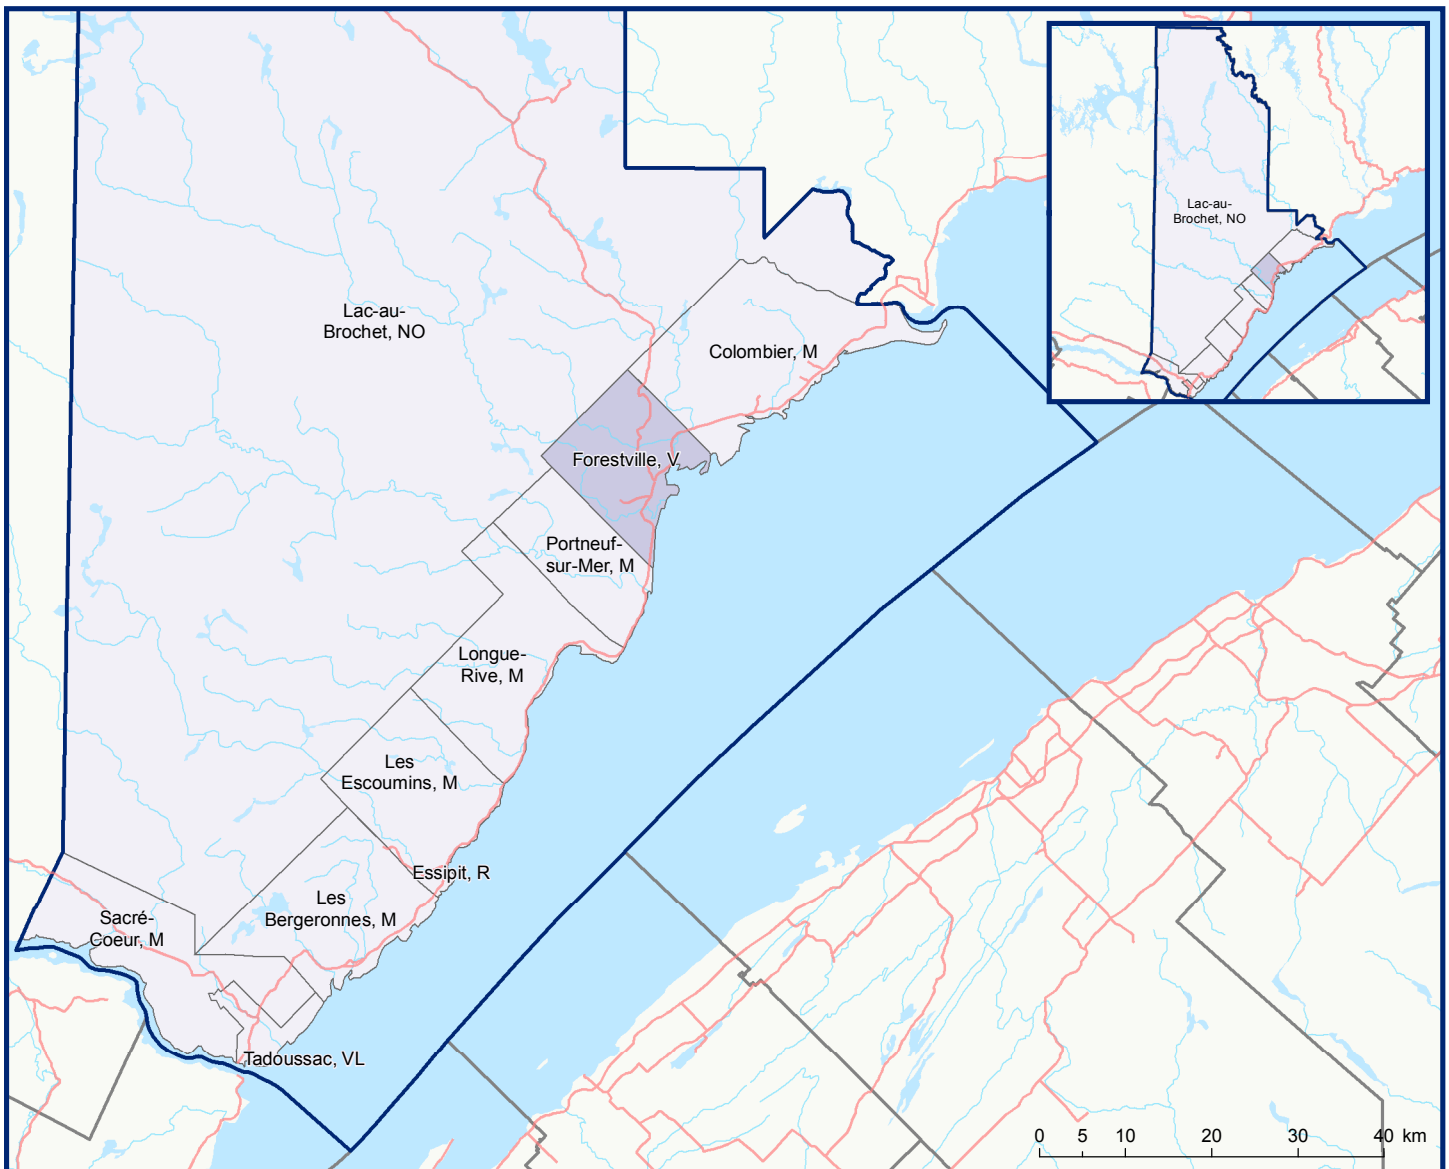 Lac-au-
Brochet, NO
Lac-au-
Brochet, NO
Colombier, M
Forestville, V
Portneuf-
sur-Mer, M
Longue-
Rive, M
Les
Escoumins, M
Essipit, R
Les
Bergeronnes, M
Sacré-
Coeur, M
Tadoussac, VL
0 5 10 20 30 40 km